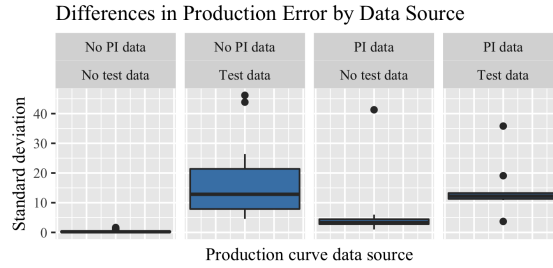 Differences in Production Error by Data Source
No PI data
No PI data
PI data
PI data
No test data
Test data
No test data
Test data
Standard deviation
40
30
20
10
0
Production curve data source